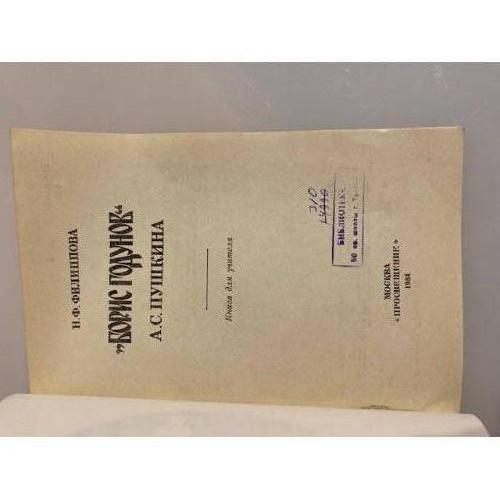 Н.Ф. ФИЛИППОВА
„БОРИС ГОДУНОВ“
А.С. ПУШКИНА
Книга для учителя
БИБЛИОТЕКА
МОСКВА
«ПРОСВЕЩЕНИЕ»
1984